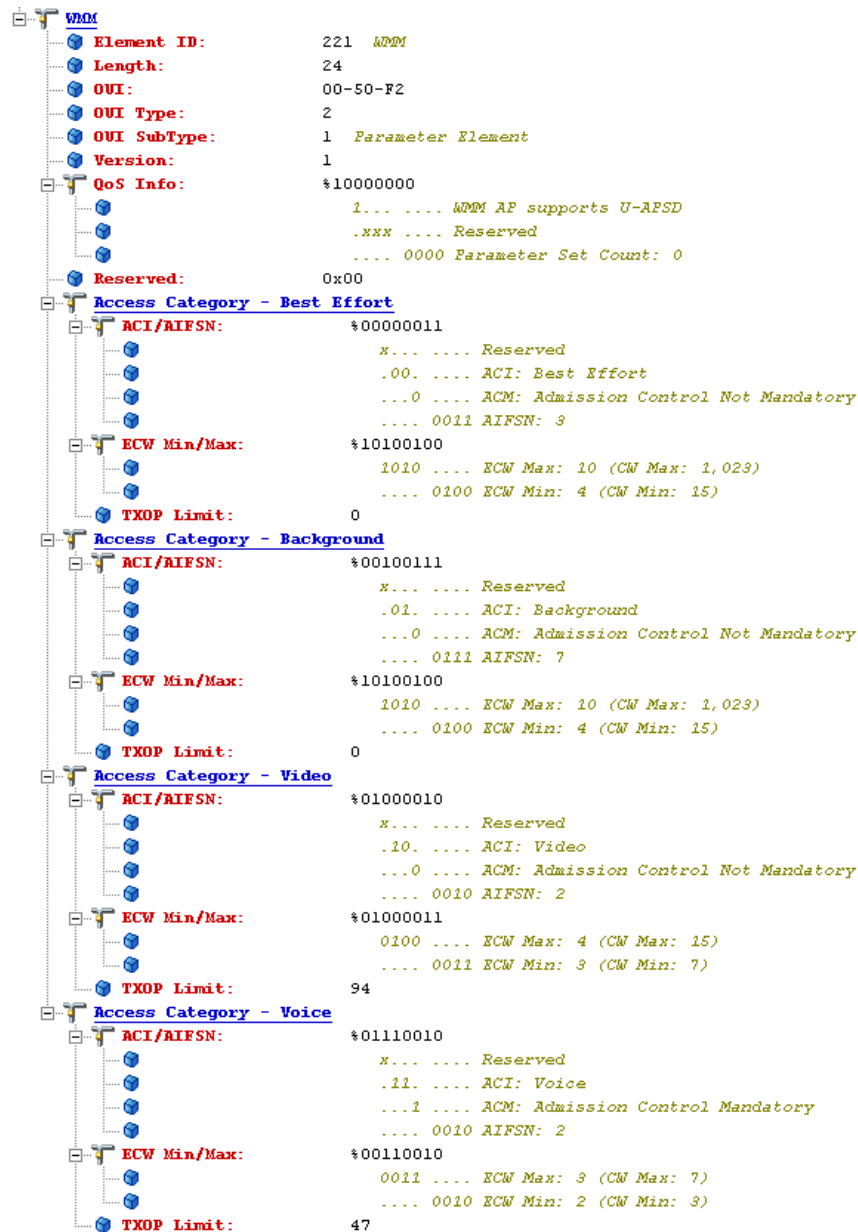 WMM
Element ID: 221 WMM
Length: 24
OUI: 00-50-F2
OUI Type: 2
OUI SubType: 1 Parameter Element
Version: 1
QoS Info: %10000000
1... .... WMM AP supports U-APSD
.xxx .... Reserved
.... 0000 Parameter Set Count: 0
Reserved: 0x00
Access Category - Best Effort
ACI/AIFSN: %00000011
x... .... Reserved
.00. .... ACI: Best Effort
...0 .... ACM: Admission Control Not Mandatory
.... 0011 AIFSN: 3
ECW Min/Max: %10100100
1010 .... ECW Max: 10 (CW Max: 1,023)
.... 0100 ECW Min: 4 (CW Min: 15)
TXOP Limit: 0
Access Category - Background
ACI/AIFSN: %00100111
x... .... Reserved
.01. .... ACI: Background
...0 .... ACM: Admission Control Not Mandatory
.... 0111 AIFSN: 7
ECW Min/Max: %10100100
1010 .... ECW Max: 10 (CW Max: 1,023)
.... 0100 ECW Min: 4 (CW Min: 15)
TXOP Limit: 0
Access Category - Video
ACI/AIFSN: %01000010
x... .... Reserved
.10. .... ACI: Video
...0 .... ACM: Admission Control Not Mandatory
.... 0010 AIFSN: 2
ECW Min/Max: %01000011
0100 .... ECW Max: 4 (CW Max: 15)
.... 0011 ECW Min: 3 (CW Min: 7)
TXOP Limit: 94
Access Category - Voice
ACI/AIFSN: %01110010
x... .... Reserved
.11. .... ACI: Voice
...1 .... ACM: Admission Control Mandatory
.... 0010 AIFSN: 2
ECW Min/Max: %00110010
0011 .... ECW Max: 3 (CW Max: 7)
.... 0010 ECW Min: 2 (CW Min: 3)
TXOP Limit: 47